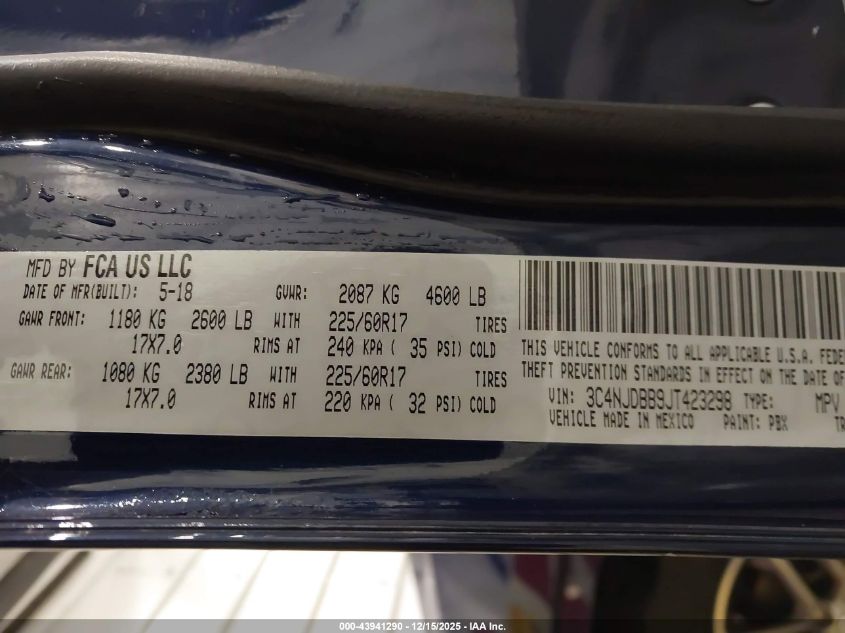 MFD BY FCA US LLC
DATE OF MFR(BUILT): 5-18 GVWR: 2087 KG 4600 LB
GAWR FRONT: 1180 KG 2600 LB WITH 225/60R17 TIRES
17X7.0 RIMS AT 240 KPA ( 35 PSI) COLD
GAWR REAR: 1080 KG 2380 LB WITH 225/60R17 TIRES
17X7.0 RIMS AT 220 KPA ( 32 PSI) COLD
THIS VEHICLE CONFORMS TO ALL APPLICABLE U.S.A. FEDE
THEFT PREVENTION STANDARDS IN EFFECT ON THE DATE OF
VIN: 3C4NJDBB9JT423298 TYPE: MPV
VEHICLE MADE IN MEXICO PAINT: PBX TR
000-43941290 - 12/15/2025 - IAA Inc.